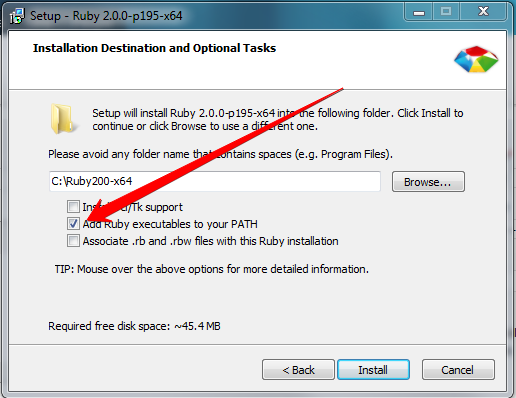 Setup - Ruby 2.0.0-p195-x64
Installation Destination and Optional Tasks
Setup will install Ruby 2.0.0-p195-x64 into the following folder. Click Install to
continue or click Browse to use a different one.
Please avoid any folder name that contains spaces (e.g. Program Files).
C:\Ruby200-x64
Browse...
/Tk support
Add Ruby executables to your PATH
Associate .rb and .rbw files with this Ruby installation
TIP: Mouse over the above options for more detailed information.
Required free disk space: ~45.4 MB
< Back
Install
Cancel